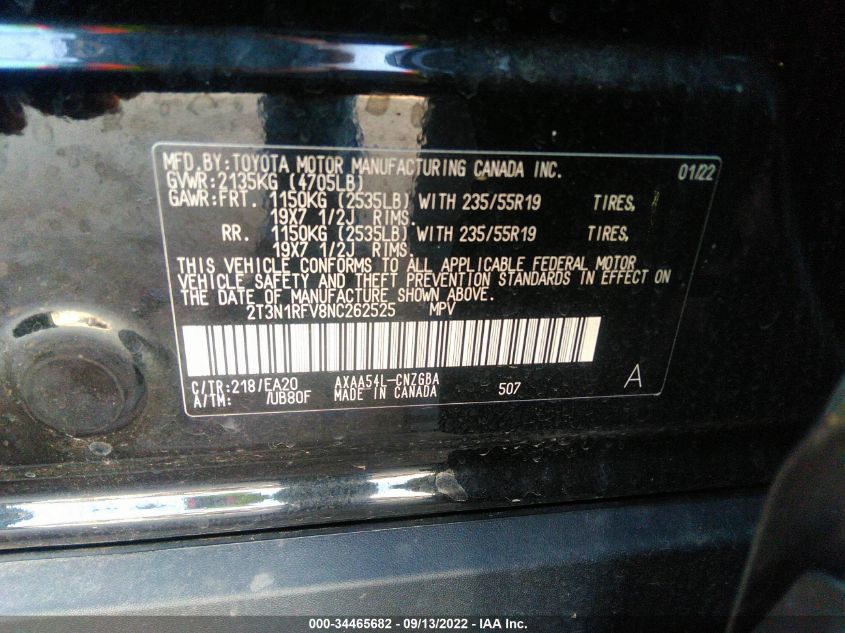 MFD. BY: TOYOTA MOTOR MANUFACTURING CANADA INC. 01/22
GVWR: 2135KG (4705LB)
GAWR: FRT. 1150KG (2535LB) WITH 235/55R19 TIRES,
19X7 1/2J RIMS.
RR. 1150KG (2535LB) WITH 235/55R19 TIRES,
19X7 1/2J RIMS.
THIS VEHICLE CONFORMS TO ALL APPLICABLE FEDERAL MOTOR
VEHICLE SAFETY AND THEFT PREVENTION STANDARDS IN EFFECT ON
THE DATE OF MANUFACTURE SHOWN ABOVE.
2T3N1RFV8NC262525 MPV
C/TR: 218/EA20 AXAA54L-CNZGBA
A/TM: /UB80F MADE IN CANADA 507 A
000-34465682 - 09/13/2022 - IAA Inc.